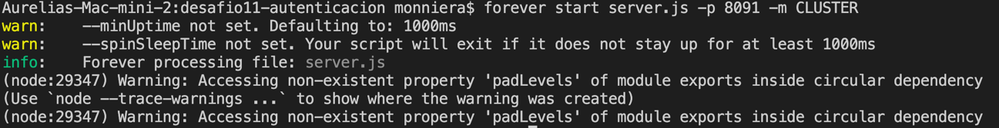 Aurelias-Mac-mini-2:desafio11-autenticacion monniera$ forever start server.js -p 8091 -m CLUSTER
warn:    --minUptime not set. Defaulting to: 1000ms
warn:    --spinSleepTime not set. Your script will exit if it does not stay up for at least 1000ms
info:    Forever processing file: server.js
(node:29347) Warning: Accessing non-existent property 'padLevels' of module exports inside circular dependency
(Use `node --trace-warnings ...` to show where the warning was created)
(node:29347) Warning: Accessing non-existent property 'padLevels' of module exports inside circular dependency